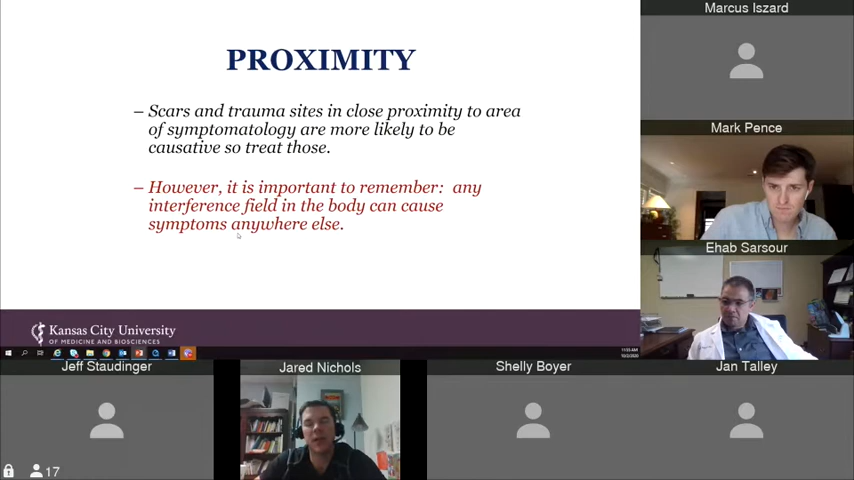 PROXIMITY
– Scars and trauma sites in close proximity to area
of symptomatology are more likely to be
causative so treat those.
– However, it is important to remember: any
interference field in the body can cause
symptoms anywhere else.
Kansas City University
OF MEDICINE AND BIOSCIENCES
Marcus Iszard
Mark Pence
Ehab Sarsour
Jeff Staudinger
Jared Nichols
Shelly Boyer
Jan Talley
17